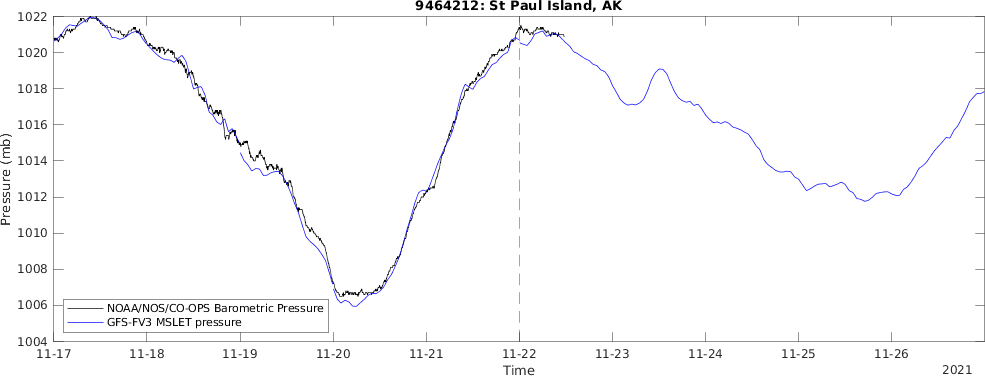 9464212: St Paul Island, AK
1022
1020
1018
1016
1014
1012
1010
1008
1006
1004
Pressure (mb)
NOAA/NOS/CO-OPS Barometric Pressure
GFS-FV3 MSLET pressure
11-17 11-18 11-19 11-20 11-21 11-22 11-23 11-24 11-25 11-26
Time
2021